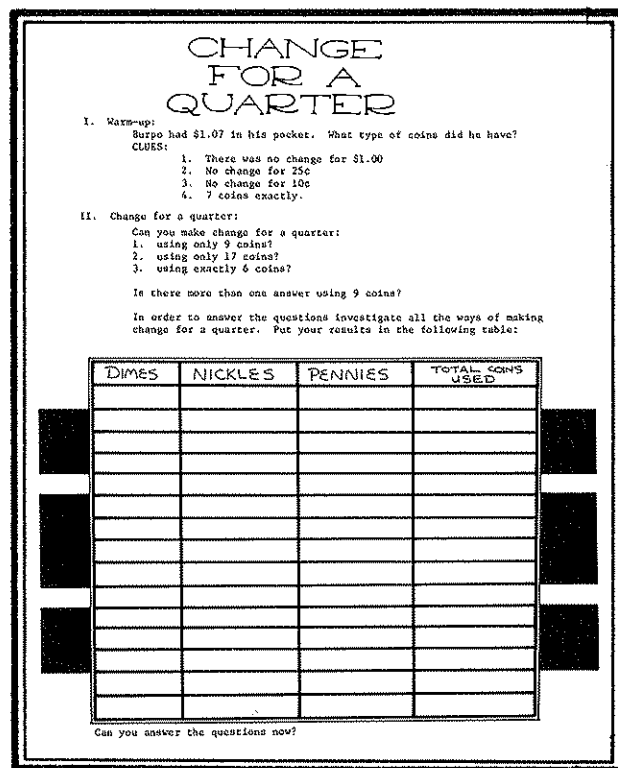 CHANGE
FOR A
QUARTER
I. Warm-up:
Burpo had $1.07 in his pocket. What type of coins did he have?
CLUES:
1. There was no change for $1.00
2. No change for 25¢
3. No change for 10¢
4. 7 coins exactly.
II. Change for a quarter:
Can you make change for a quarter:
1. using only 9 coins?
2. using only 17 coins?
3. using exactly 6 coins?
Is there more than one answer using 9 coins?
In order to answer the questions investigate all the ways of making
change for a quarter. Put your results in the following table:
DIMES NICKLES PENNIES TOTAL COINS
USED
Can you answer the questions now?